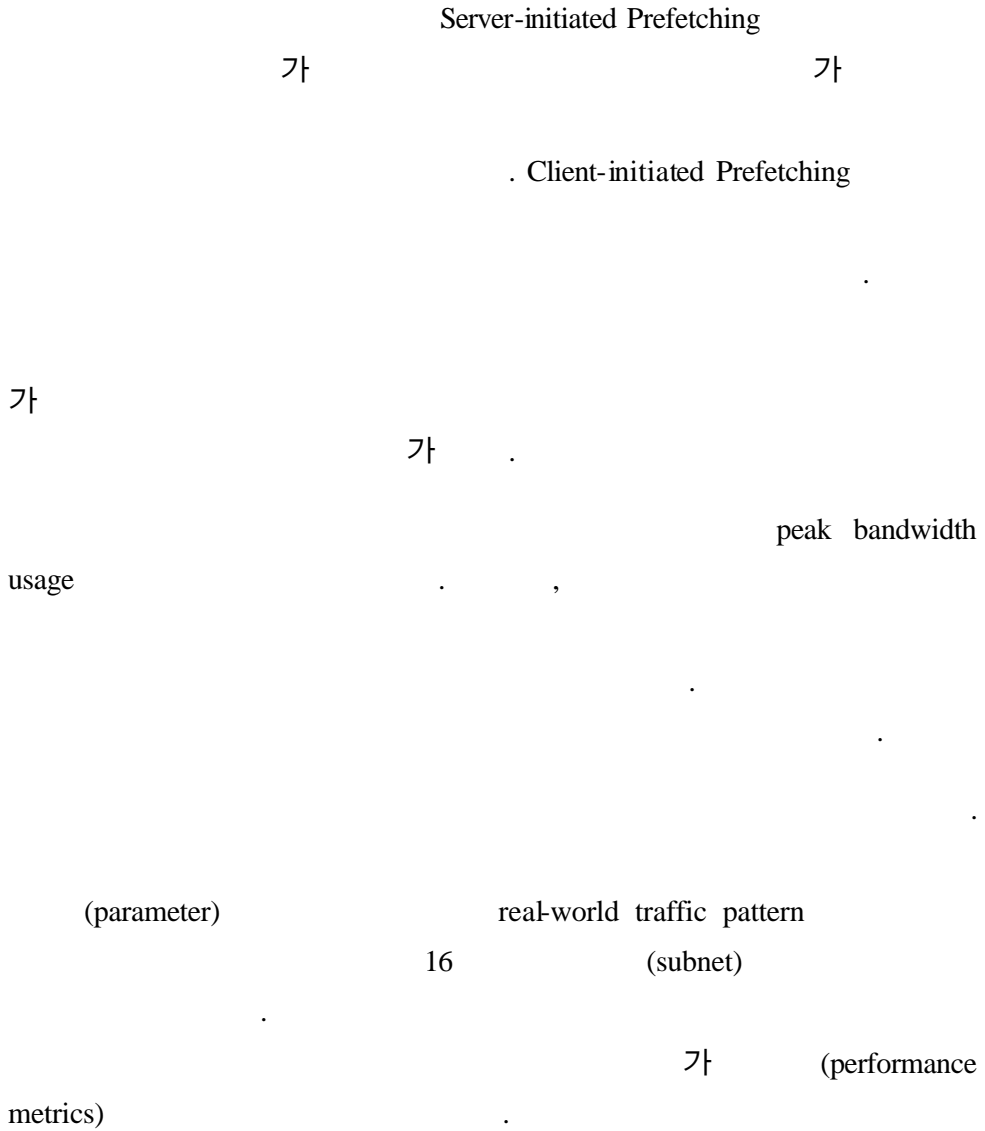 Server-initiated Prefetching
가 가
. Client-initiated Prefetching
.
가
가 .
peak bandwidth
usage . ,
.
.
.
(parameter) real-world traffic pattern
16 (subnet)
.
가 (performance
metrics) .